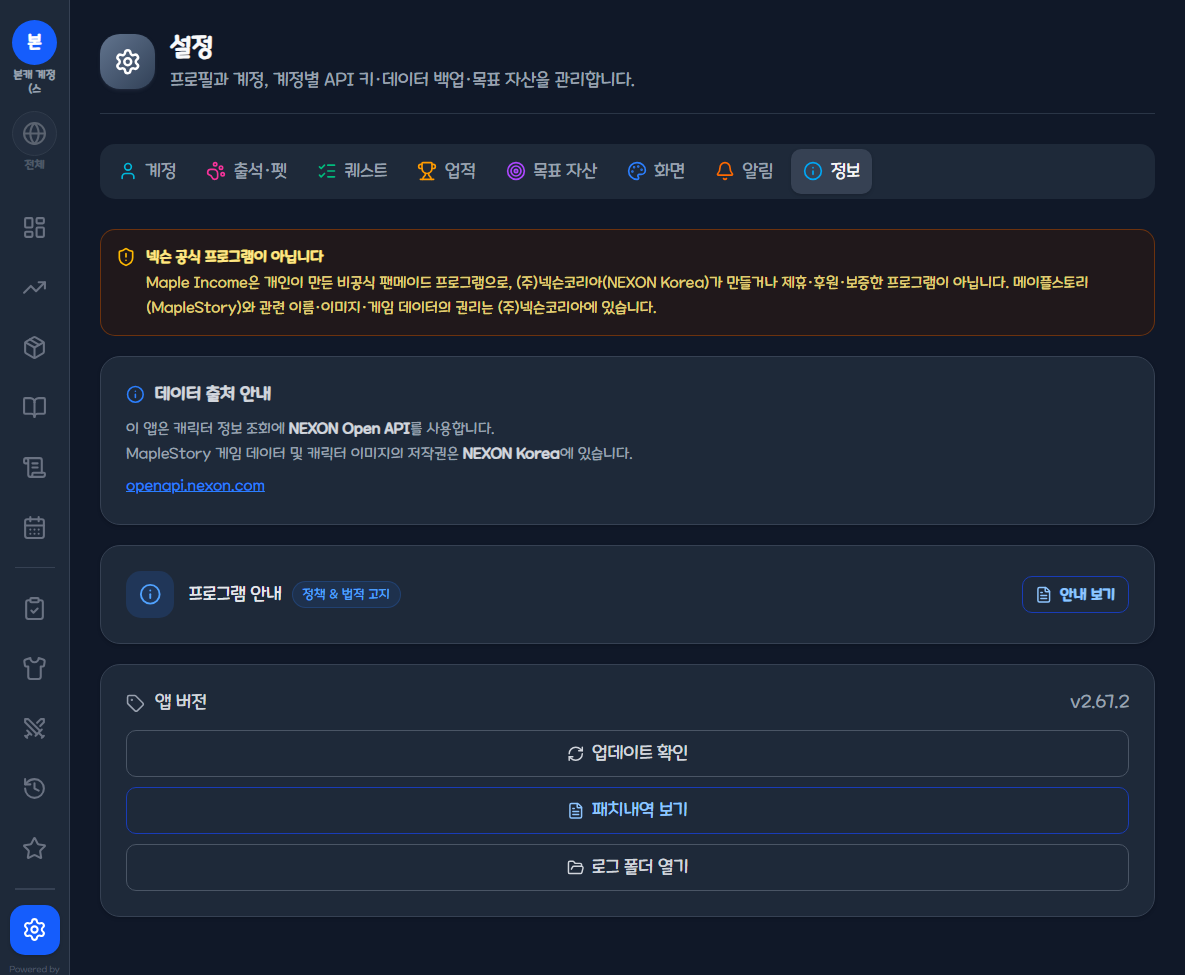 본
본캐 계정
(스
전체
설정
프로필과 계정, 계정별 API 키·데이터 백업·목표 자산을 관리합니다.
계정
출석·펫
퀘스트
업적
목표 자산
화면
알림
정보
넥슨 공식 프로그램이 아닙니다
Maple Income은 개인이 만든 비공식 팬메이드 프로그램으로, (주)넥슨코리아(NEXON Korea)가 만들거나 제휴·후원·보증한 프로그램이 아닙니다. 메이플스토리
(MapleStory)와 관련 이름·이미지·게임 데이터의 권리는 (주)넥슨코리아에 있습니다.
데이터 출처 안내
이 앱은 캐릭터 정보 조회에 NEXON Open API를 사용합니다.
MapleStory 게임 데이터 및 캐릭터 이미지의 저작권은 NEXON Korea에 있습니다.
openapi.nexon.com
프로그램 안내
정책 & 법적 고지
안내 보기
앱 버전
v2.67.2
업데이트 확인
패치내역 보기
로그 폴더 열기
Powered by